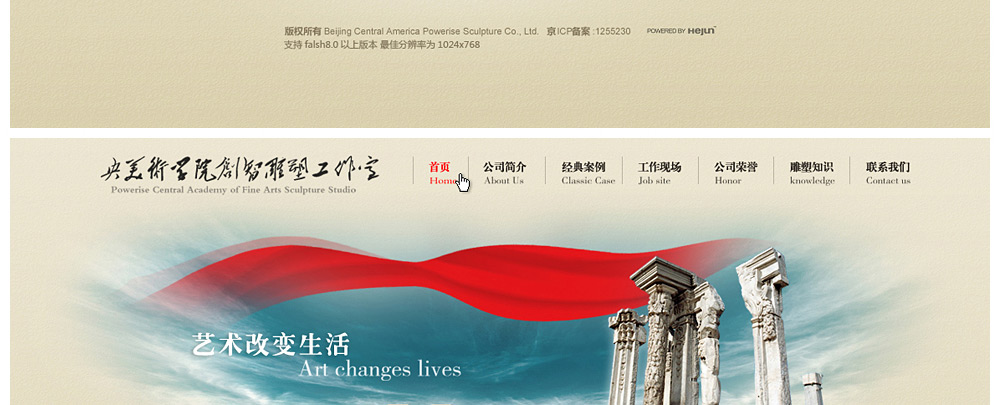 版权所有 Beijing Central America Powerise Sculpture Co., Ltd. 京ICP备案 :1255230 POWERED BY Hejun
支持 falsh8.0 以上版本 最佳分辨率为 1024x768
央美術学院創智雕塑工作室
Powerise Central Academy of Fine Arts Sculpture Studio
首页 公司简介 经典案例 工作现场 公司荣誉 雕塑知识 联系我们
Home About Us Classic Case Job site Honor knowledge Contact us
艺术改变生活
Art changes lives